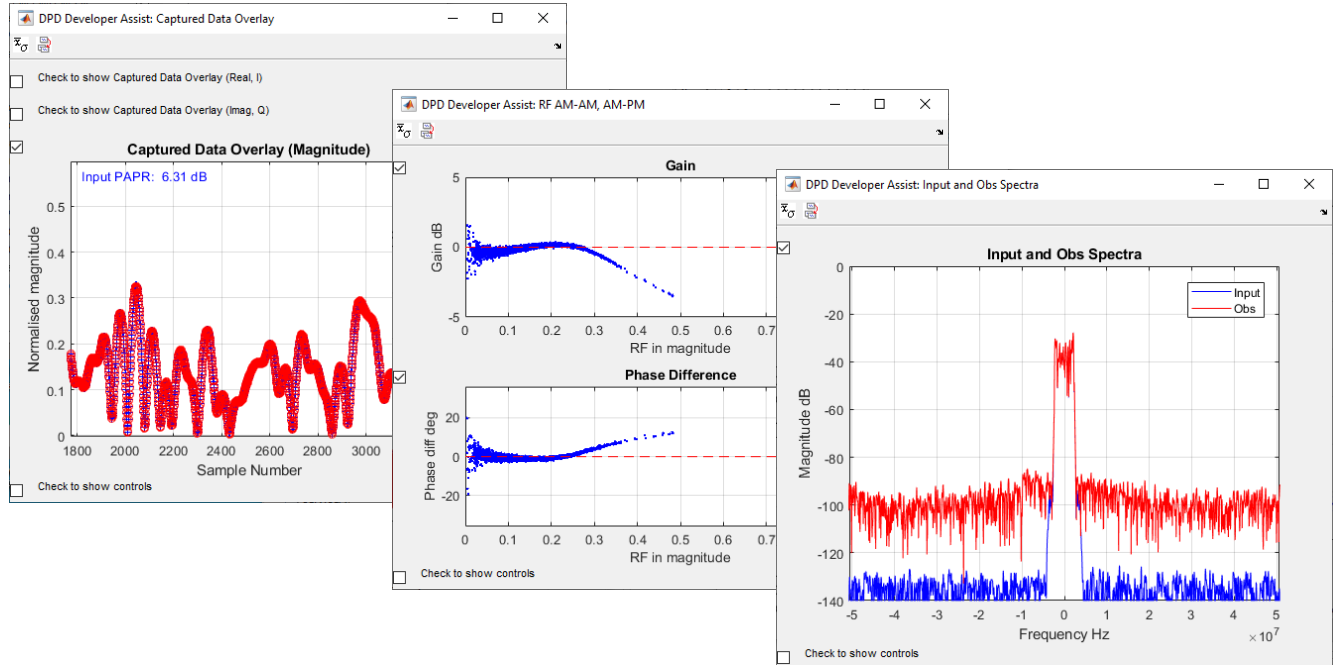 DPD Developer Assist: Captured Data Overlay
Check to show Captured Data Overlay (Real, I)
Check to show Captured Data Overlay (Imag, Q)
Captured Data Overlay (Magnitude)
Input PAPR: 6.31 dB
0.5
0.4
0.3
0.2
0.1
0
Normalised magnitude
1800 2000 2200 2400 2600 2800 3000
Sample Number
Check to show controls
DPD Developer Assist: RF AM-AM, AM-PM
Gain
5
0
-5
Gain dB
0 0.1 0.2 0.3 0.4 0.5 0.6 0.7
RF in magnitude
Phase Difference
20
0
-20
Phase diff deg
0 0.1 0.2 0.3 0.4 0.5 0.6 0.7
RF in magnitude
Check to show controls
DPD Developer Assist: Input and Obs Spectra
Input and Obs Spectra
Input
Obs
0
-20
-40
-60
-80
-100
-120
-140
Magnitude dB
-5 -4 -3 -2 -1 0 1 2 3 4 5
Frequency Hz
×10⁷
Check to show controls